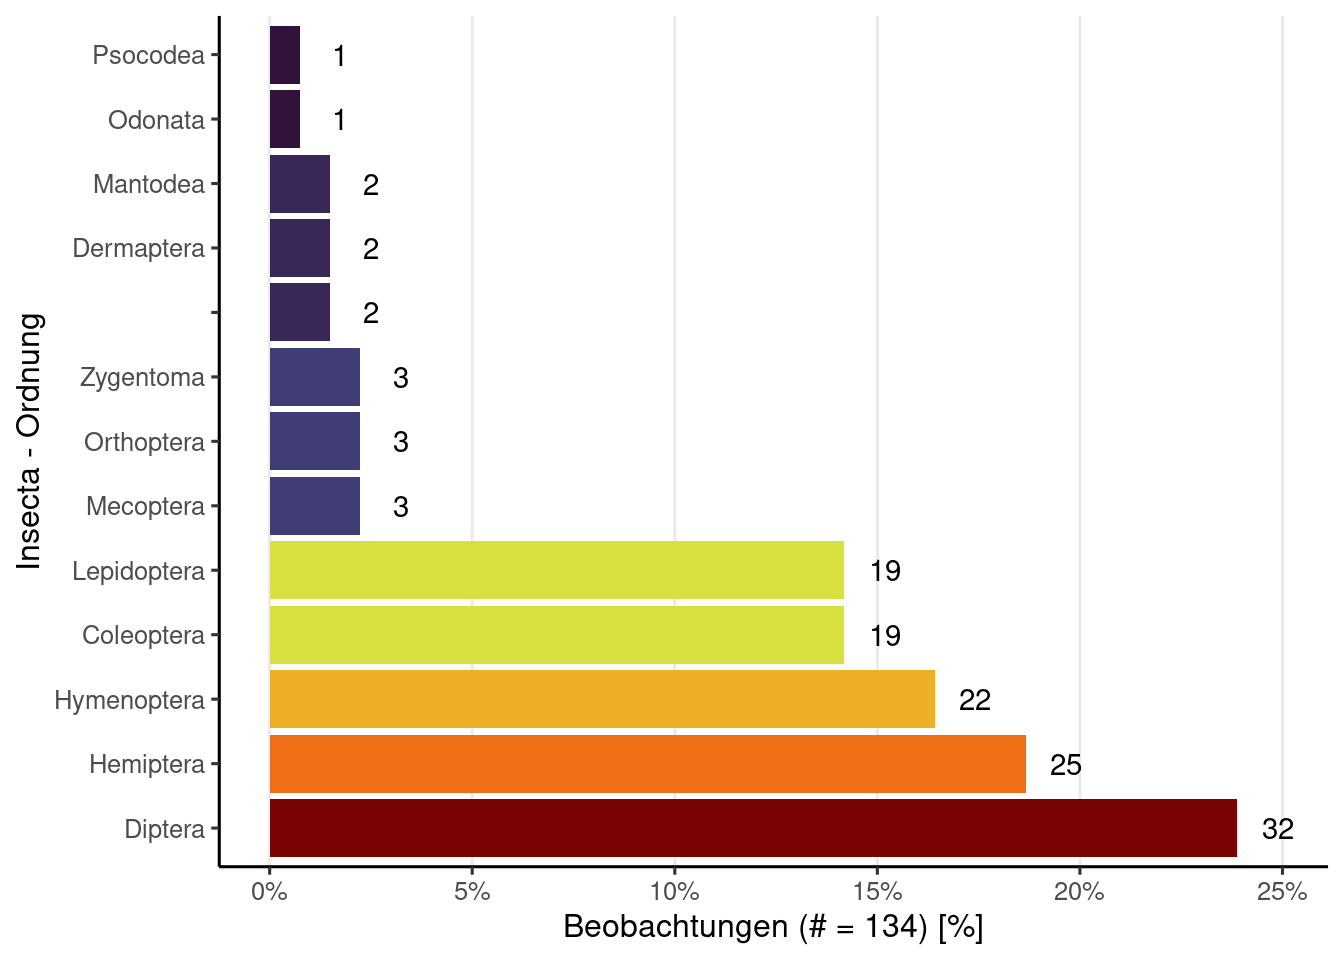 Insecta - Ordnung
Psocodea 1
Odonata 1
Mantodea 2
Dermaptera 2
2
Zygentoma 3
Orthoptera 3
Mecoptera 3
Lepidoptera 19
Coleoptera 19
Hymenoptera 22
Hemiptera 25
Diptera 32
0% 5% 10% 15% 20% 25%
Beobachtungen (# = 134) [%]